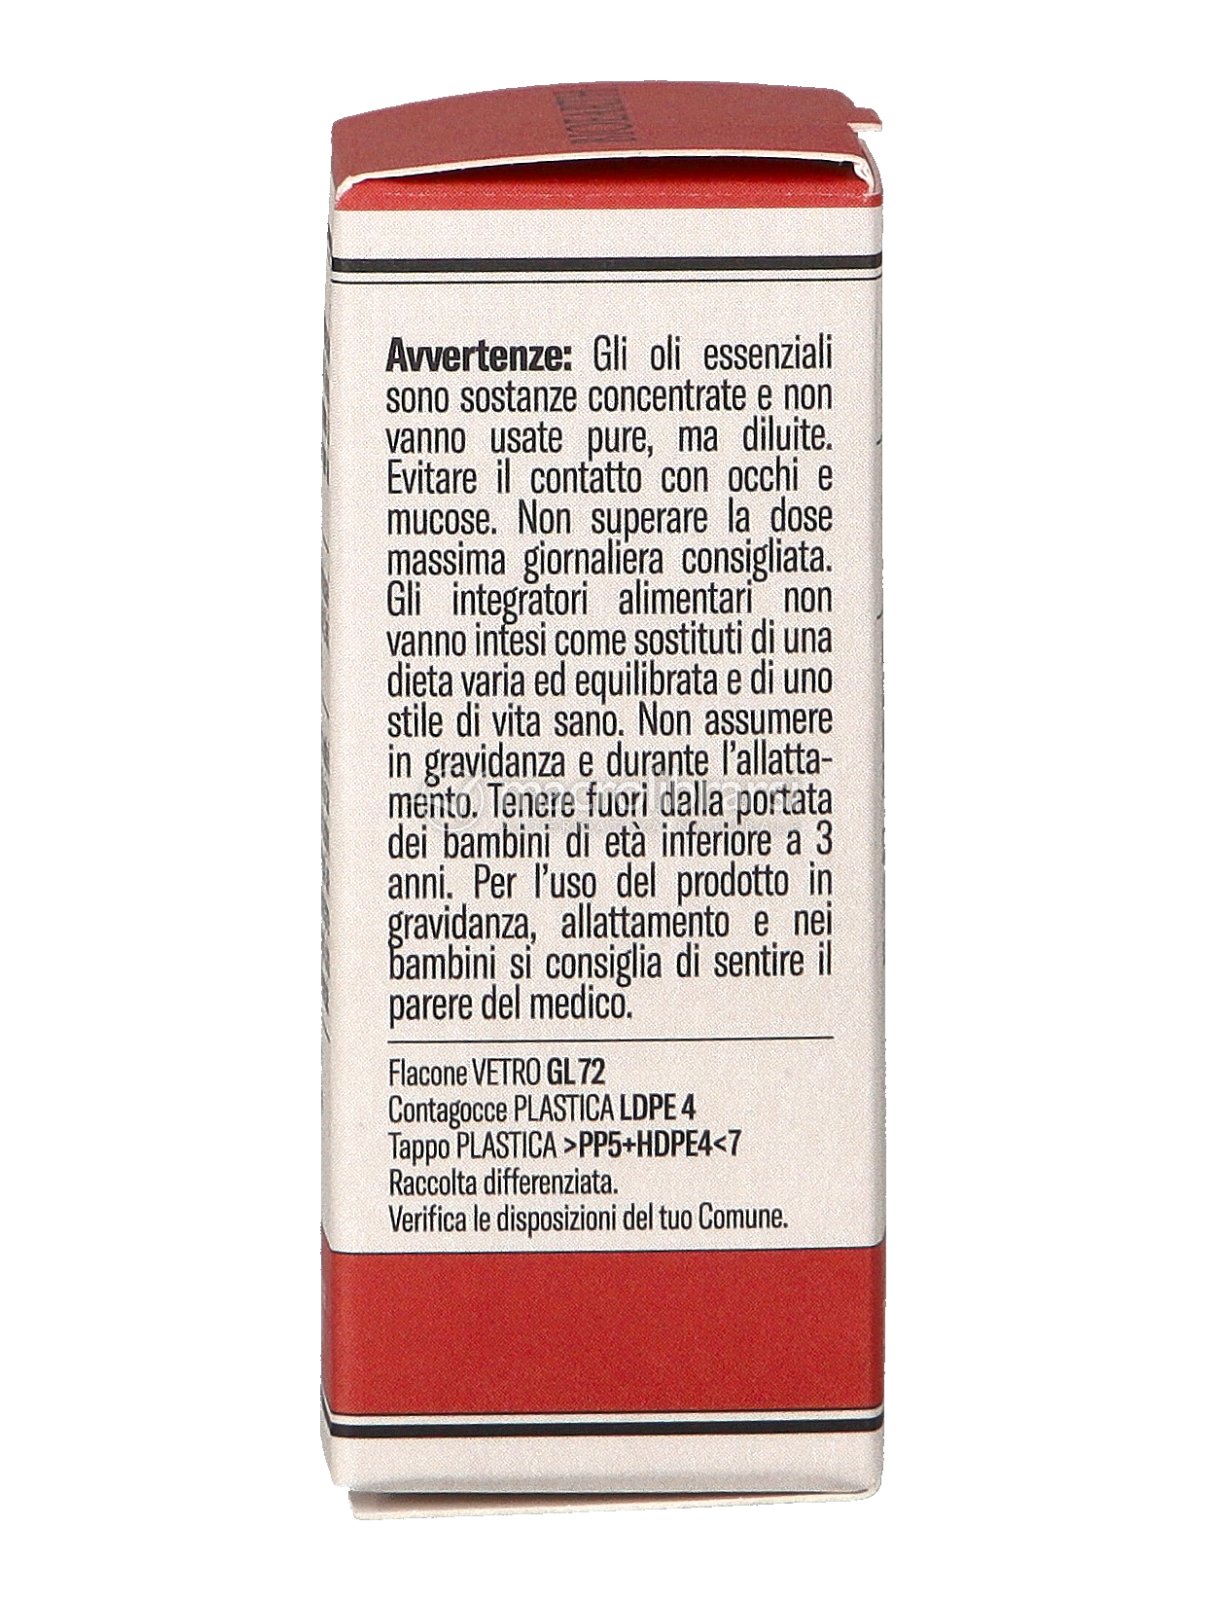 Avvertenze: Gli oli essenziali
sono sostanze concentrate e non
vanno usate pure, ma diluite.
Evitare il contatto con occhi e
mucose. Non superare la dose
massima giornaliera consigliata.
Gli integratori alimentari non
vanno intesi come sostituti di una
dieta varia ed equilibrata e di uno
stile di vita sano. Non assumere
in gravidanza e durante l'allatta-
mento. Tenere fuori dalla portata
dei bambini di età inferiore a 3
anni. Per l'uso del prodotto in
gravidanza, allattamento e nei
bambini si consiglia di sentire il
parere del medico.
Flacone VETRO GL 72
Contagocce PLASTICA LDPE 4
Tappo PLASTICA >PP5+HDPE4<7
Raccolta differenziata.
Verifica le disposizioni del tuo Comune.